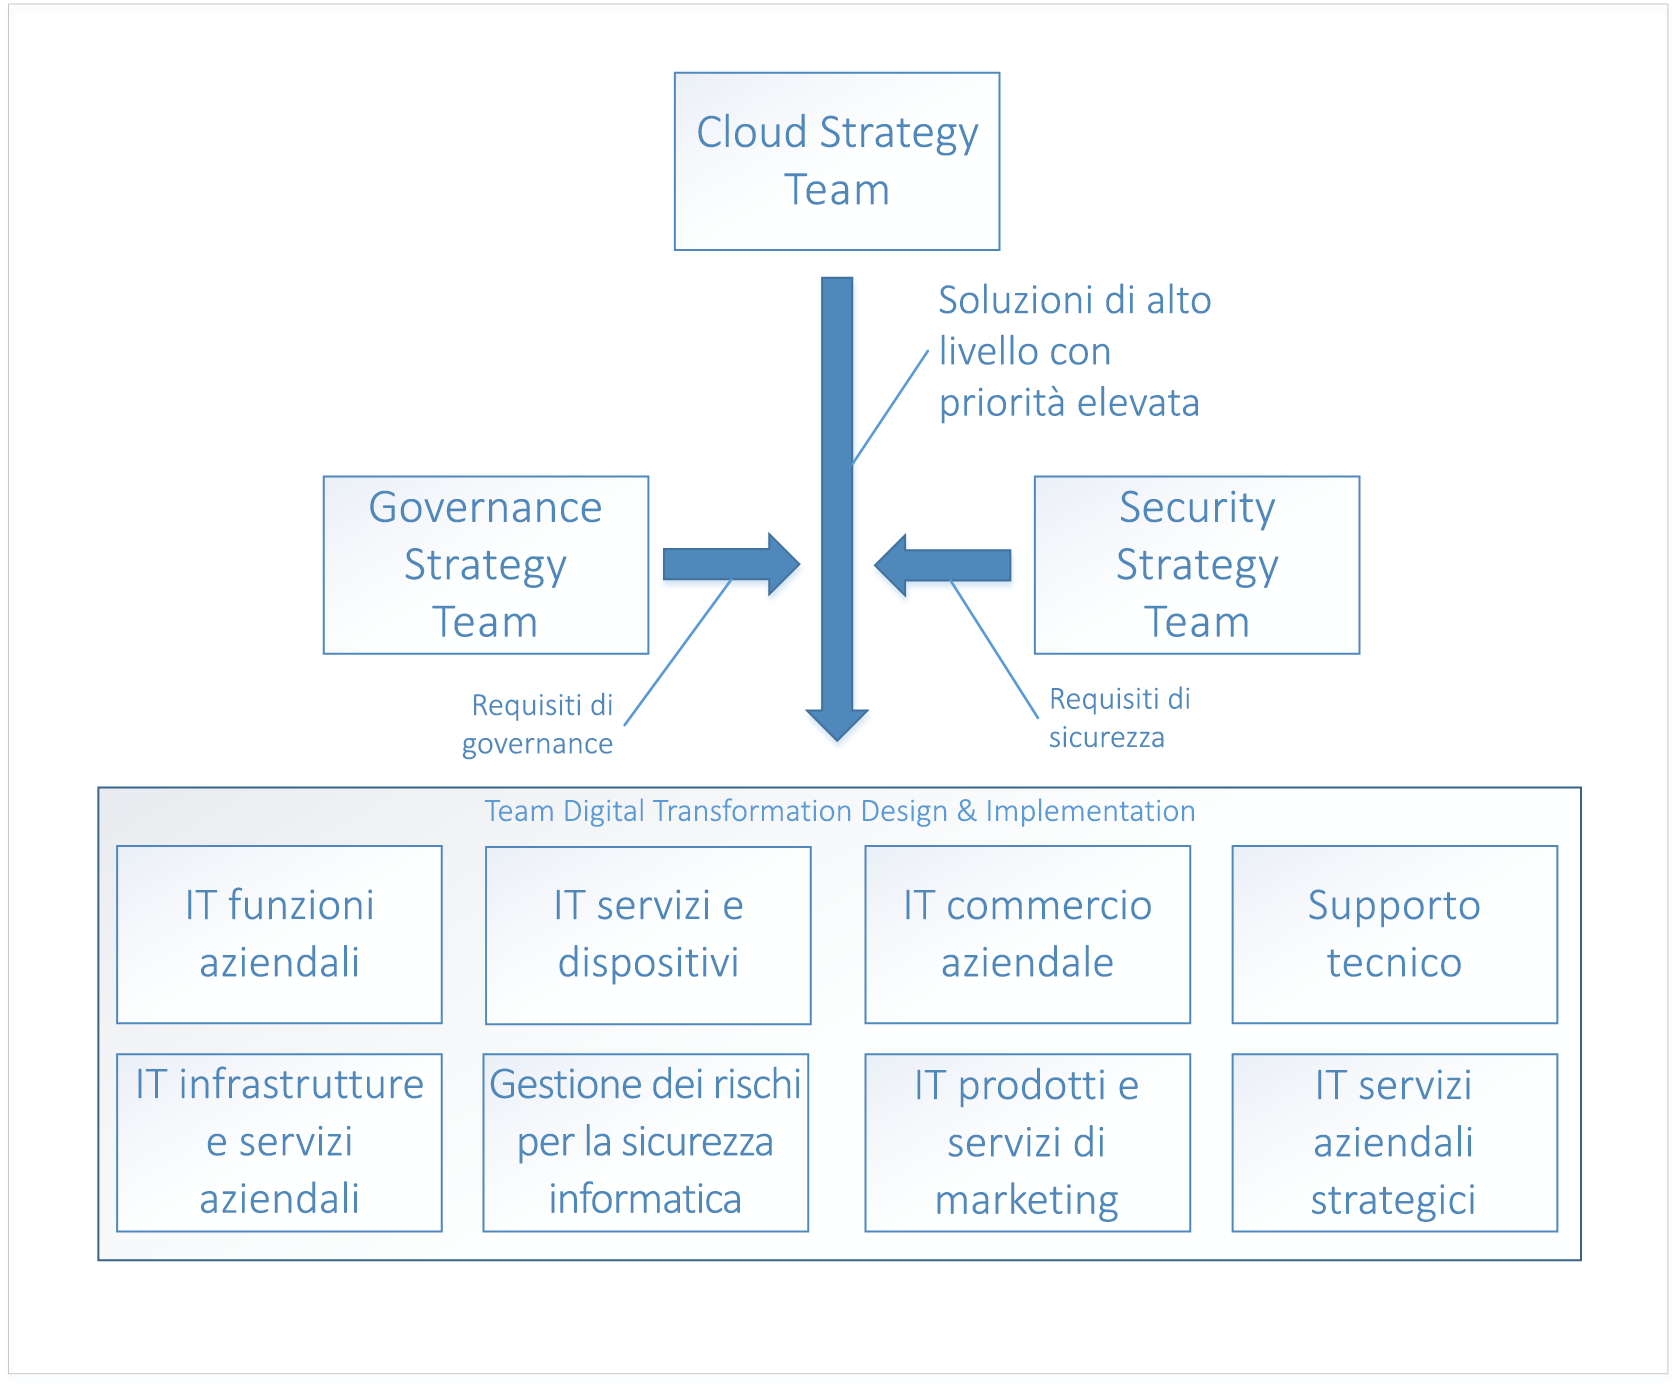 Cloud Strategy
Team
Soluzioni di alto
livello con
priorità elevata
Governance
Strategy
Team
Security
Strategy
Team
Requisiti di
governance
Requisiti di
sicurezza
Team Digital Transformation Design & Implementation
IT funzioni
aziendali
IT servizi e
dispositivi
IT commercio
aziendale
Supporto
tecnico
IT infrastrutture
e servizi
aziendali
Gestione dei rischi
per la sicurezza
informatica
IT prodotti e
servizi di
marketing
IT servizi
aziendali
strategici